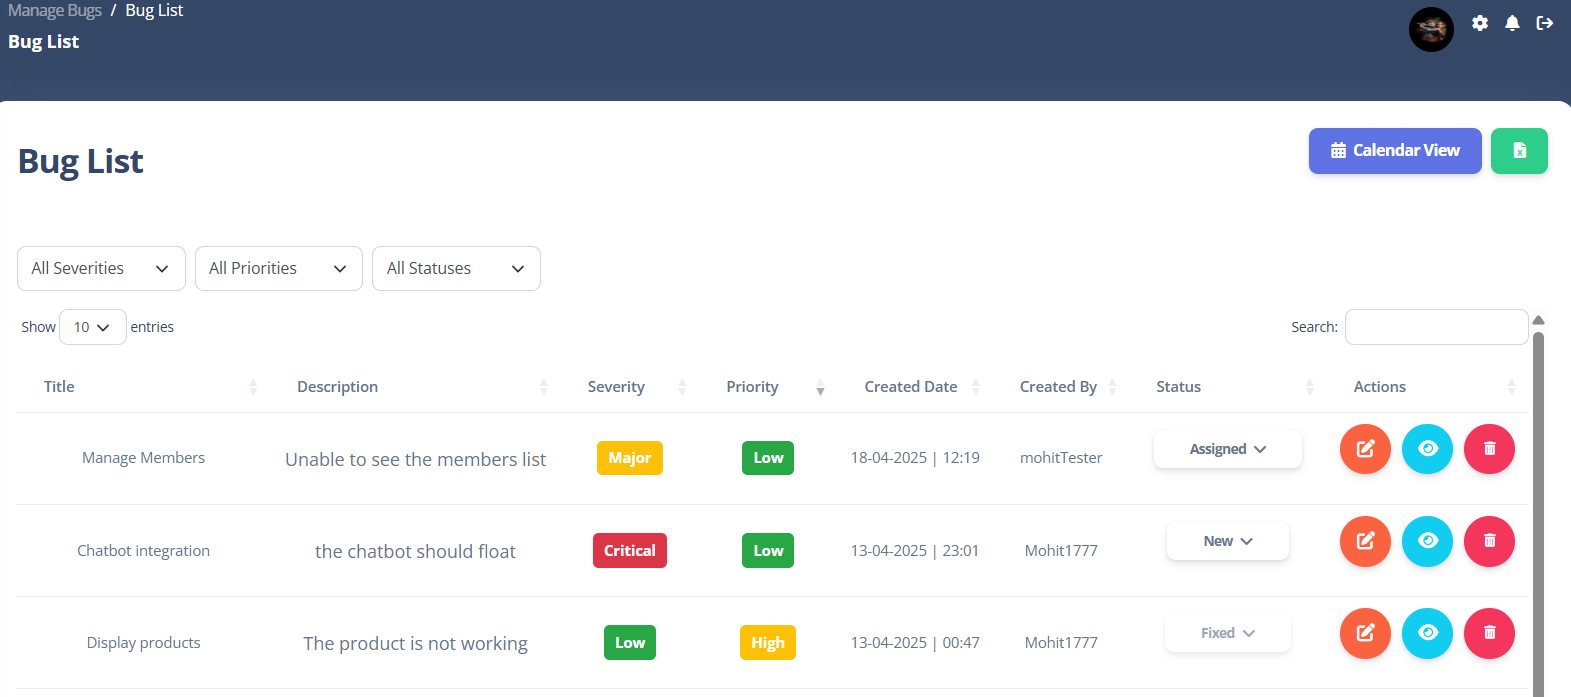 Manage Bugs / Bug List
Bug List
Bug List
Calendar View
All Severities All Priorities All Statuses
Show 10 entries Search:
Title Description Severity Priority Created Date Created By Status Actions
Manage Members Unable to see the members list Major Low 18-04-2025 | 12:19 mohitTester Assigned
Chatbot integration the chatbot should float Critical Low 13-04-2025 | 23:01 Mohit1777 New
Display products The product is not working Low High 13-04-2025 | 00:47 Mohit1777 Fixed